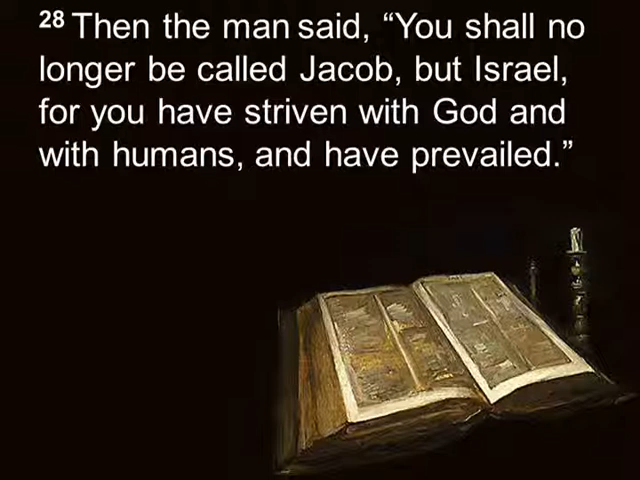 28 Then the man said, “You shall no
longer be called Jacob, but Israel,
for you have striven with God and
with humans, and have prevailed.”